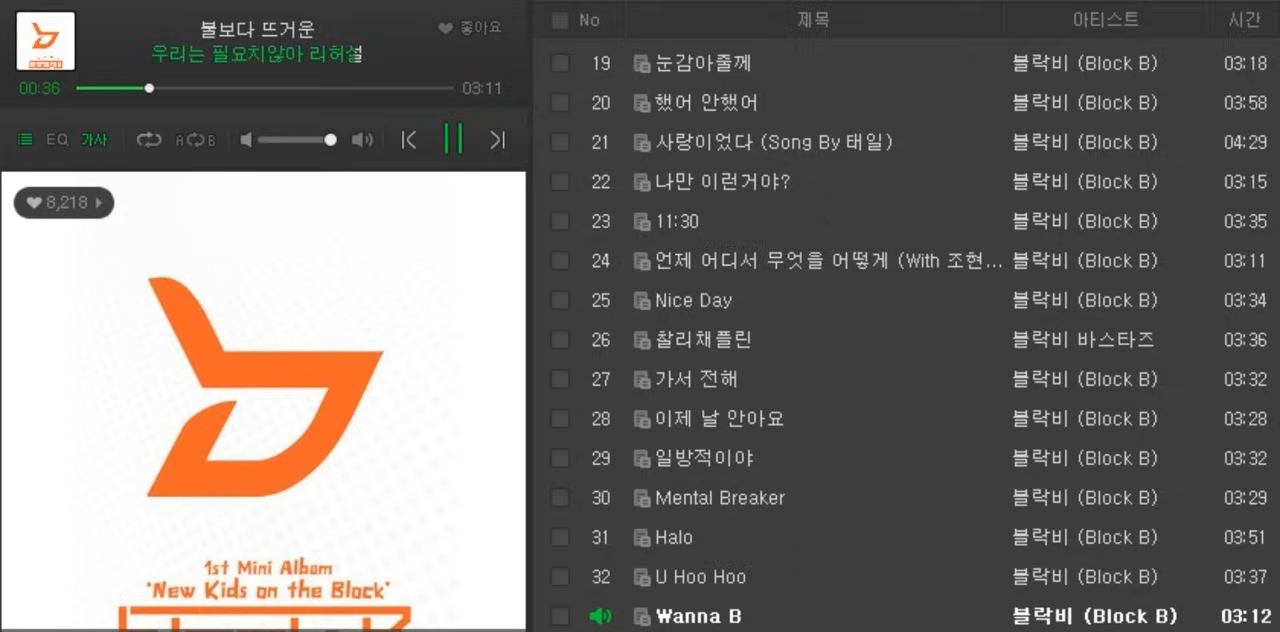 불보다 뜨거운
우리는 필요치않아 리허설
좋아요
00:36
03:11
EQ 가사
A B
8,218
1st Mini Album
'New Kids on the Block'
No 제목 아티스트 시간
19 눈감아줄께 블락비 (Block B) 03:18
20 했어 안했어 블락비 (Block B) 03:58
21 사랑이었다 (Song By 태일) 블락비 (Block B) 04:29
22 나만 이런거야? 블락비 (Block B) 03:15
23 11:30 블락비 (Block B) 03:35
24 언제 어디서 무엇을 어떻게 (With 조현... 블락비 (Block B) 03:11
25 Nice Day 블락비 (Block B) 03:34
26 찰리채플린 블락비 바스타즈 03:36
27 가서 전해 블락비 (Block B) 03:32
28 이제 날 안아요 블락비 (Block B) 03:28
29 일방적이야 블락비 (Block B) 03:32
30 Mental Breaker 블락비 (Block B) 03:29
31 Halo 블락비 (Block B) 03:51
32 U Hoo Hoo 블락비 (Block B) 03:37
Wanna B 블락비 (Block B) 03:12